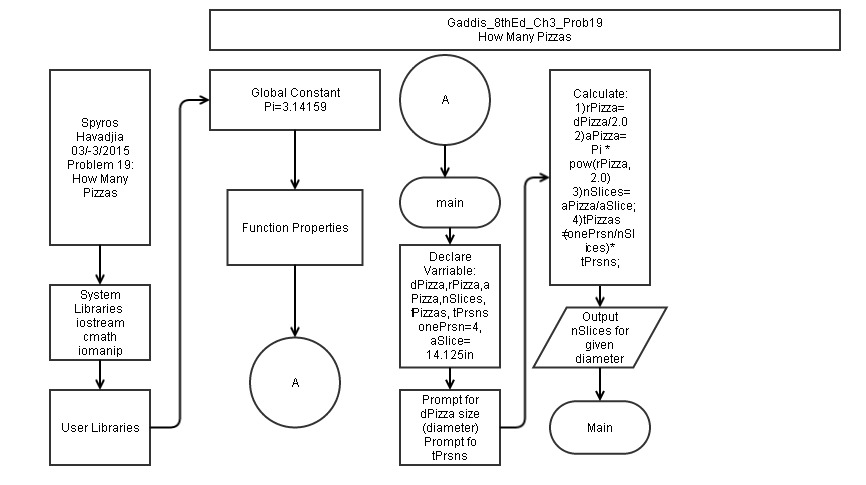 Gaddis_8thEd_Ch3_Prob19
How Many Pizzas
Spyros
Havadjia
03/-3/2015
Problem 19:
How Many
Pizzas
System
Libraries
iostream
cmath
iomanip
User Libraries
Global Constant
Pi=3.14159
Function Properties
A
A
main
Declare
Varriable:
dPizza,rPizza,a
Pizza,nSlices,
tPizzas, tPrsns
onePrsn=4,
aSlice=
14.125in
Prompt for
dPizza size
(diameter)
Prompt fo
tPrsns
Calculate:
1)rPizza=
dPizza/2.0
2)aPizza=
Pi *
pow(rPizza,
2.0)
3)nSlices=
aPizza/aSlice;
4)tPizzas
=(onePrsn/nSl
ices)*
tPrsns;
Output
nSlices for
given
diameter
Main